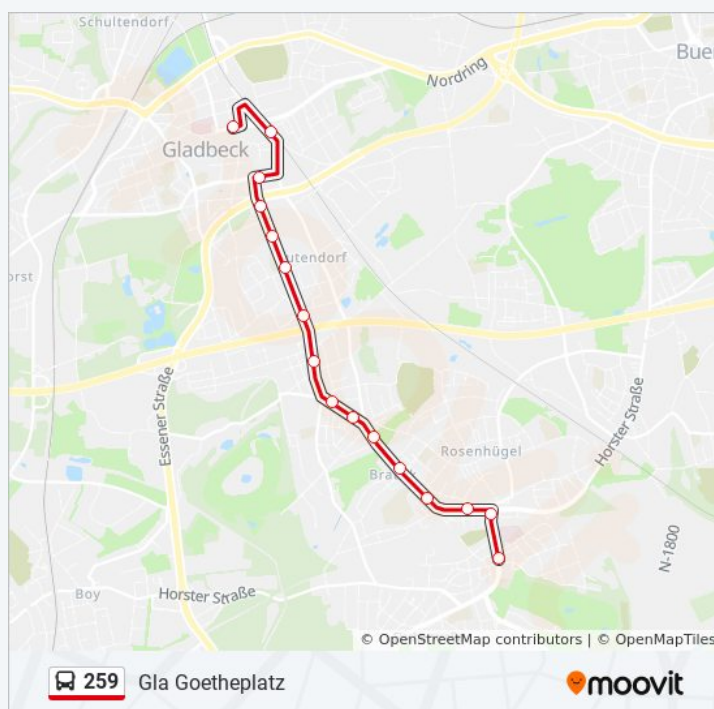 Schultendorf
Buer
Nordring
Gladbeck
orst
utendorf
Essener Straße
Horster Straße
Rosenhügel
Bra
N-1800
Boy
Horster Straße
© OpenStreetMap contributors | © OpenMapTiles
259
Gla Goetheplatz
moovit